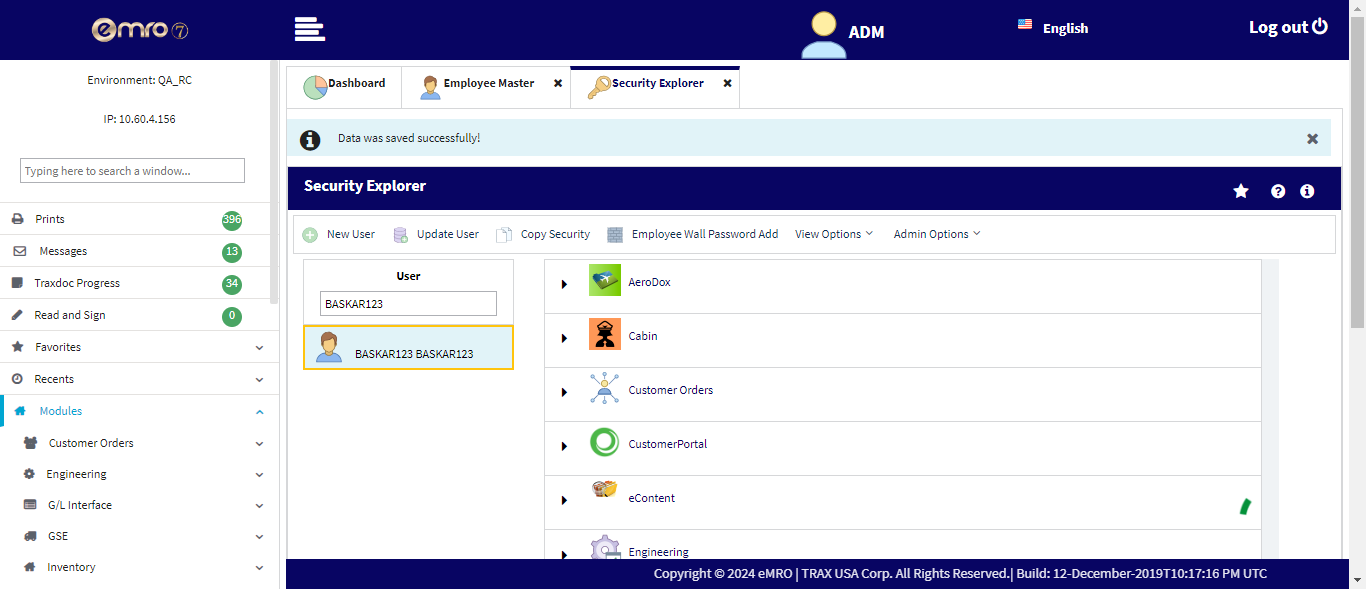 emro 7
ADM
English
Log out
Environment: QA_RC
IP: 10.60.4.156
Typing here to search a window...
Prints 396
Messages 13
Traxdoc Progress 34
Read and Sign 0
Favorites
Recents
Modules
Customer Orders
Engineering
G/L Interface
GSE
Inventory
Dashboard
Employee Master
Security Explorer
Data was saved successfully!
Security Explorer
New User Update User Copy Security Employee Wall Password Add View Options Admin Options
User
BASKAR123
BASKAR123 BASKAR123
AeroDox
Cabin
Customer Orders
CustomerPortal
eContent
Engineering
Copyright © 2024 eMRO | TRAX USA Corp. All Rights Reserved.| Build: 12-December-2019T10:17:16 PM UTC